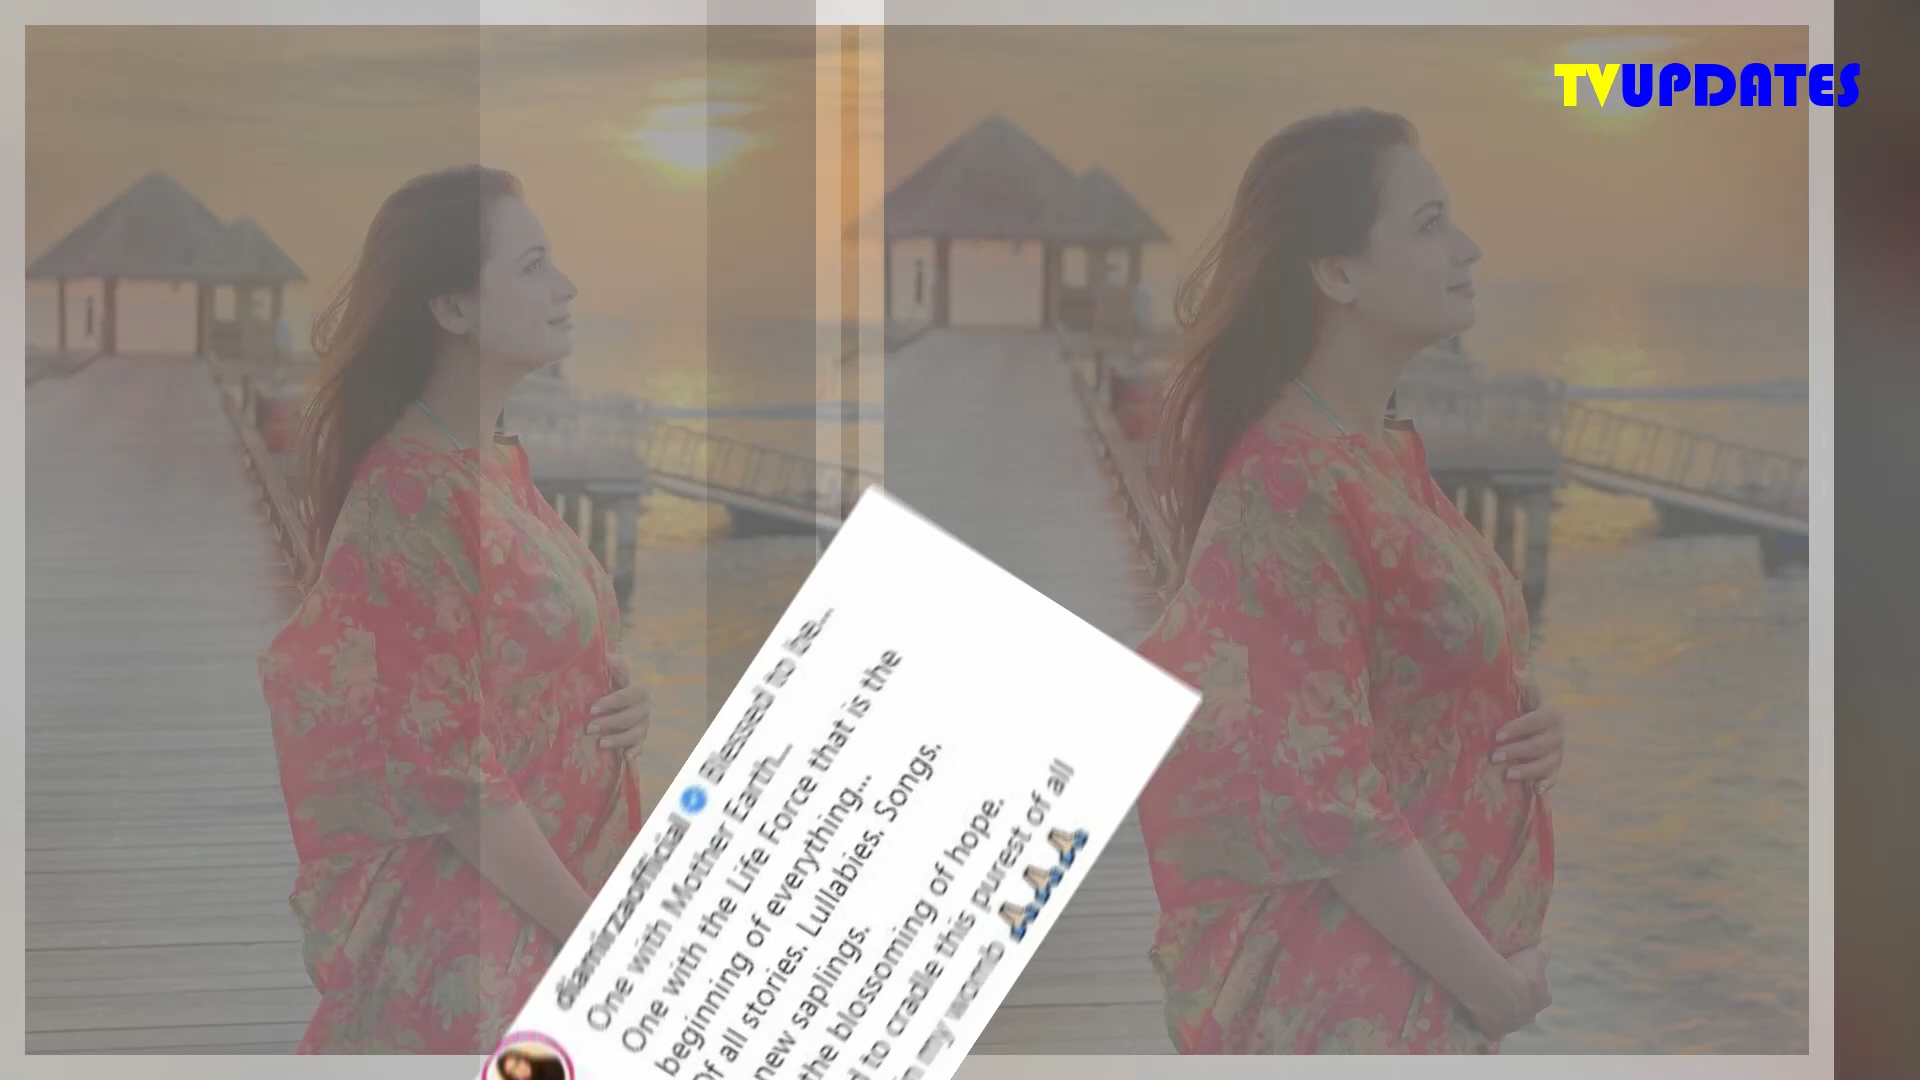 TVUPDATES
diamirzaofficial Blessed to be...
One with Mother Earth...
One with the Life Force that is the
beginning of everything..
Of all stories. Lullabies. Songs.
new saplings.
the blossoming of hope.
to cradle this purest of all
in my womb 🙏🏼🙏🏼🙏🏼